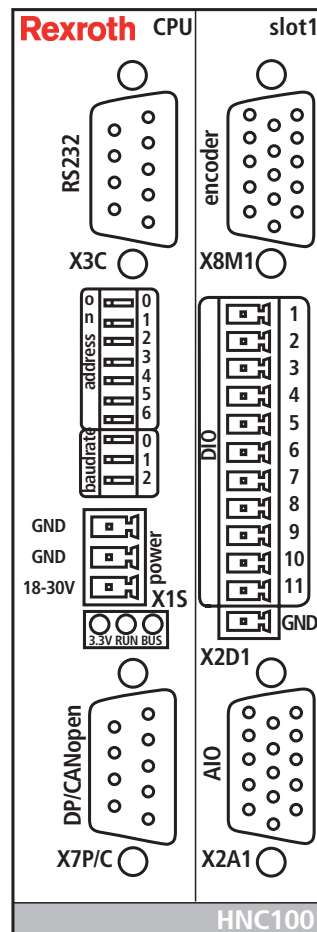 Rexroth CPU
RS232
X3C
on
0
1
2
3
4
5
6
address
0
1
2
baudrate
GND
GND
18-30V
power
X1S
3.3V RUN BUS
DP/CANopen
X7P/C
slot1
encoder
X8M1
1
2
3
4
5
6
7
8
9
10
11
DIO
GND
X2D1
AIO
X2A1
HNC100